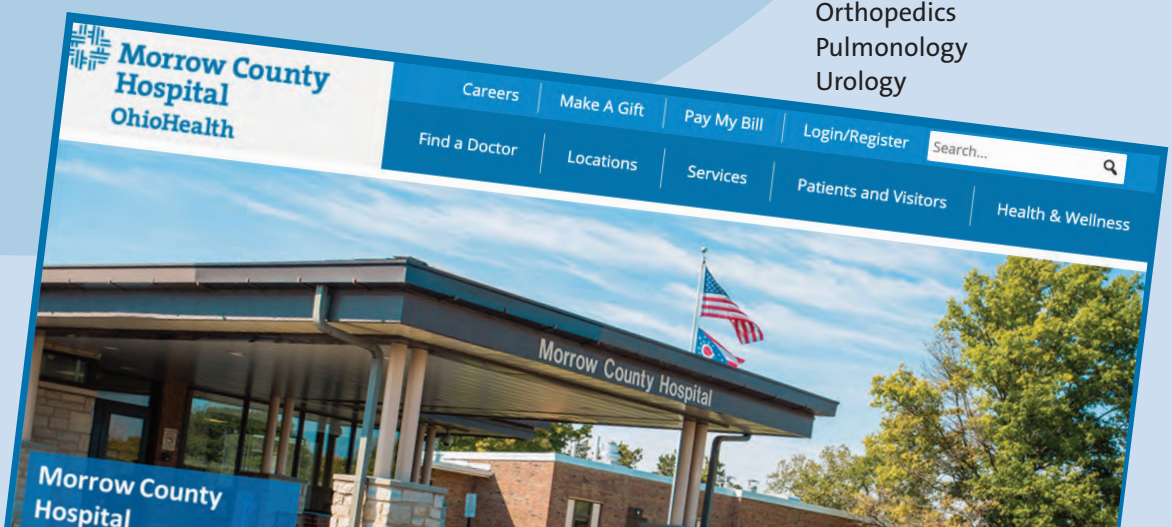 Orthopedics
Pulmonology
Urology
Morrow County
Hospital
OhioHealth
Careers
Make A Gift
Pay My Bill
Login/Register
Search...
Find a Doctor
Locations
Services
Patients and Visitors
Health & Wellness
Morrow County Hospital
Morrow County
Hospital